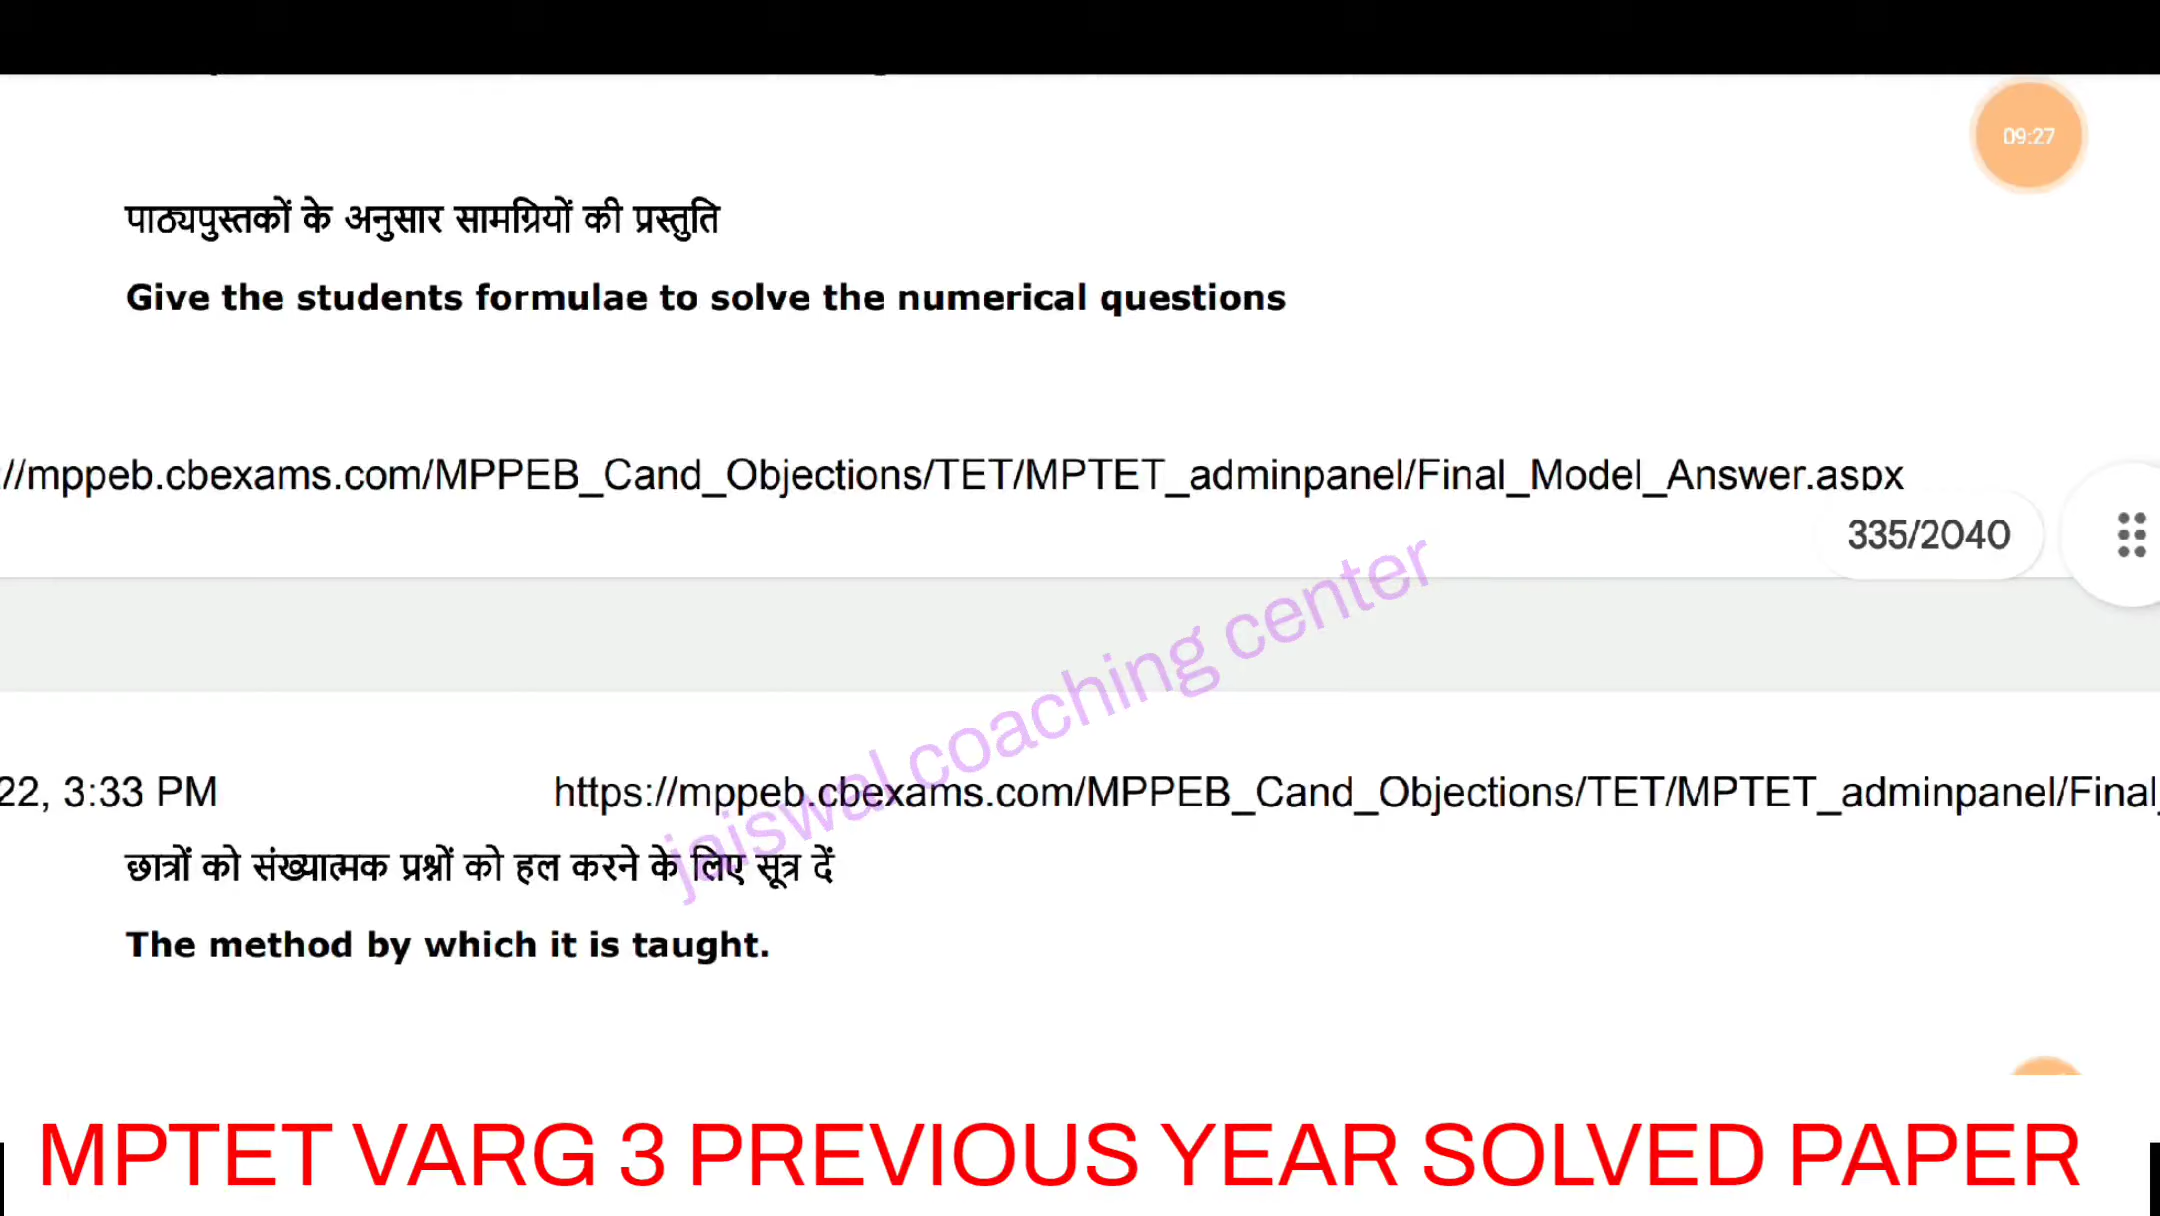 09:27
पाठ्यपुस्तकों के अनुसार सामग्रियों की प्रस्तुति
Give the students formulae to solve the numerical questions
://mppeb.cbexams.com/MPPEB_Cand_Objections/TET/MPTET_adminpanel/Final_Model_Answer.aspx
335/2040
jaiswal coaching center
22, 3:33 PM
https://mppeb.cbexams.com/MPPEB_Cand_Objections/TET/MPTET_adminpanel/Final_
छात्रों को संख्यात्मक प्रश्नों को हल करने के लिए सूत्र दें
The method by which it is taught.
MPTET VARG 3 PREVIOUS YEAR SOLVED PAPER